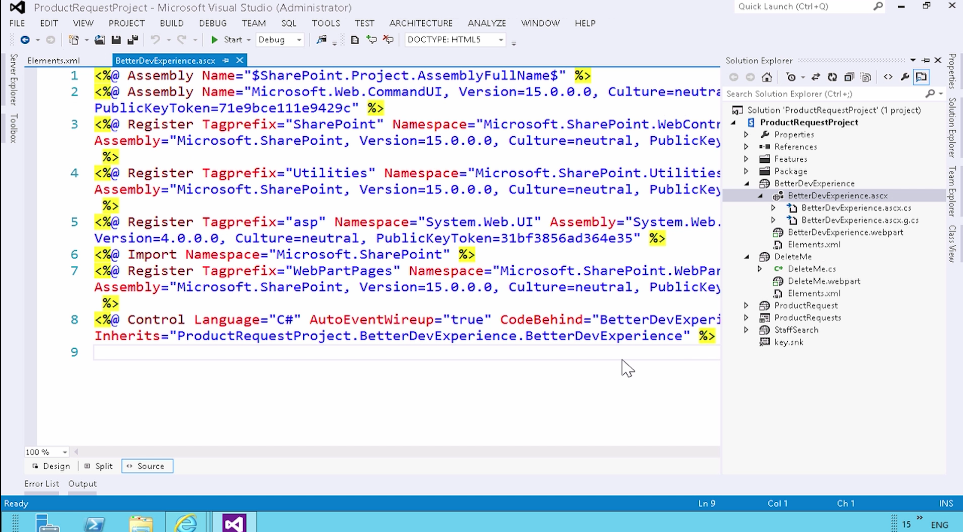 ProductRequestProject - Microsoft Visual Studio (Administrator)
Quick Launch (Ctrl+Q)
FILE EDIT VIEW PROJECT BUILD DEBUG TEAM SQL TOOLS TEST ARCHITECTURE ANALYZE WINDOW HELP
Start Debug DOCTYPE: HTML5
Server Explorer
Toolbox
Elements.xml BetterDevExperience.ascx
1 <%@ Assembly Name="$SharePoint.Project.AssemblyFullName$" %>
2 <%@ Assembly Name="Microsoft.Web.CommandUI, Version=15.0.0.0, Culture=neutra
PublicKeyToken=71e9bce111e9429c" %>
3 <%@ Register Tagprefix="SharePoint" Namespace="Microsoft.SharePoint.WebContr
Assembly="Microsoft.SharePoint, Version=15.0.0.0, Culture=neutral, PublicKey
%>
4 <%@ Register Tagprefix="Utilities" Namespace="Microsoft.SharePoint.Utilities
Assembly="Microsoft.SharePoint, Version=15.0.0.0, Culture=neutral, PublicKey
%>
5 <%@ Register Tagprefix="asp" Namespace="System.Web.UI" Assembly="System.Web.
Version=4.0.0.0, Culture=neutral, PublicKeyToken=31bf3856ad364e35" %>
6 <%@ Import Namespace="Microsoft.SharePoint" %>
7 <%@ Register Tagprefix="WebPartPages" Namespace="Microsoft.SharePoint.WebPar
Assembly="Microsoft.SharePoint, Version=15.0.0.0, Culture=neutral, PublicKey
%>
8 <%@ Control Language="C#" AutoEventWireup="true" CodeBehind="BetterDevExperi
Inherits="ProductRequestProject.BetterDevExperience.BetterDevExperience" %>
9
100 %
Design Split Source
Error List Output
Solution Explorer
Search Solution Explorer (Ctrl+;)
Solution 'ProductRequestProject' (1 project)
ProductRequestProject
Properties
References
Features
Package
BetterDevExperience
BetterDevExperience.ascx
BetterDevExperience.ascx.cs
BetterDevExperience.ascx.g.cs
BetterDevExperience.webpart
Elements.xml
DeleteMe
DeleteMe.cs
DeleteMe.webpart
Elements.xml
ProductRequest
ProductRequests
StaffSearch
key.snk
Properties
Solution Explorer
Team Explorer
Class View
Ready Ln 9 Col 1 Ch 1 INS
15 ENG